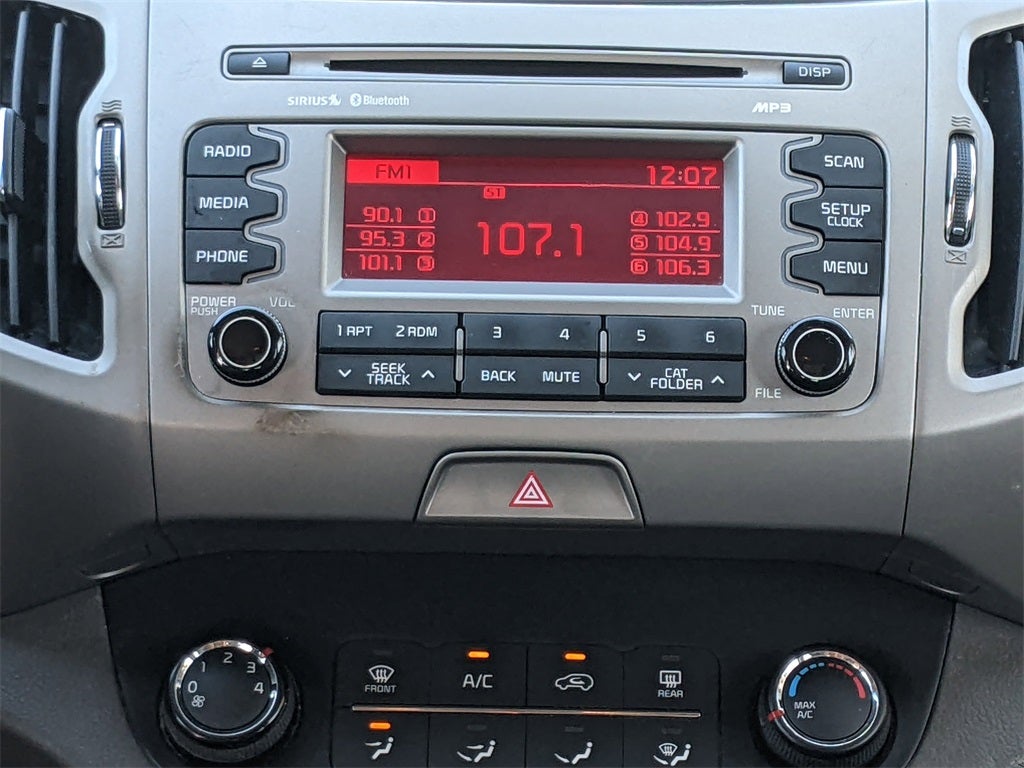 DISP
SIRIUS Bluetooth
MP3
RADIO
MEDIA
PHONE
FM1
12:07
ST
90.1 1
95.3 2
101.1 3
107.1
4 102.9
5 104.9
6 106.3
SCAN
SETUP
CLOCK
MENU
POWER
PUSH
VOL
TUNE
ENTER
FILE
1 RPT 2 RDM 3 4 5 6
SEEK
TRACK
BACK MUTE
CAT
FOLDER
0 1 2 3 4
FRONT
A/C
REAR
MAX
A/C